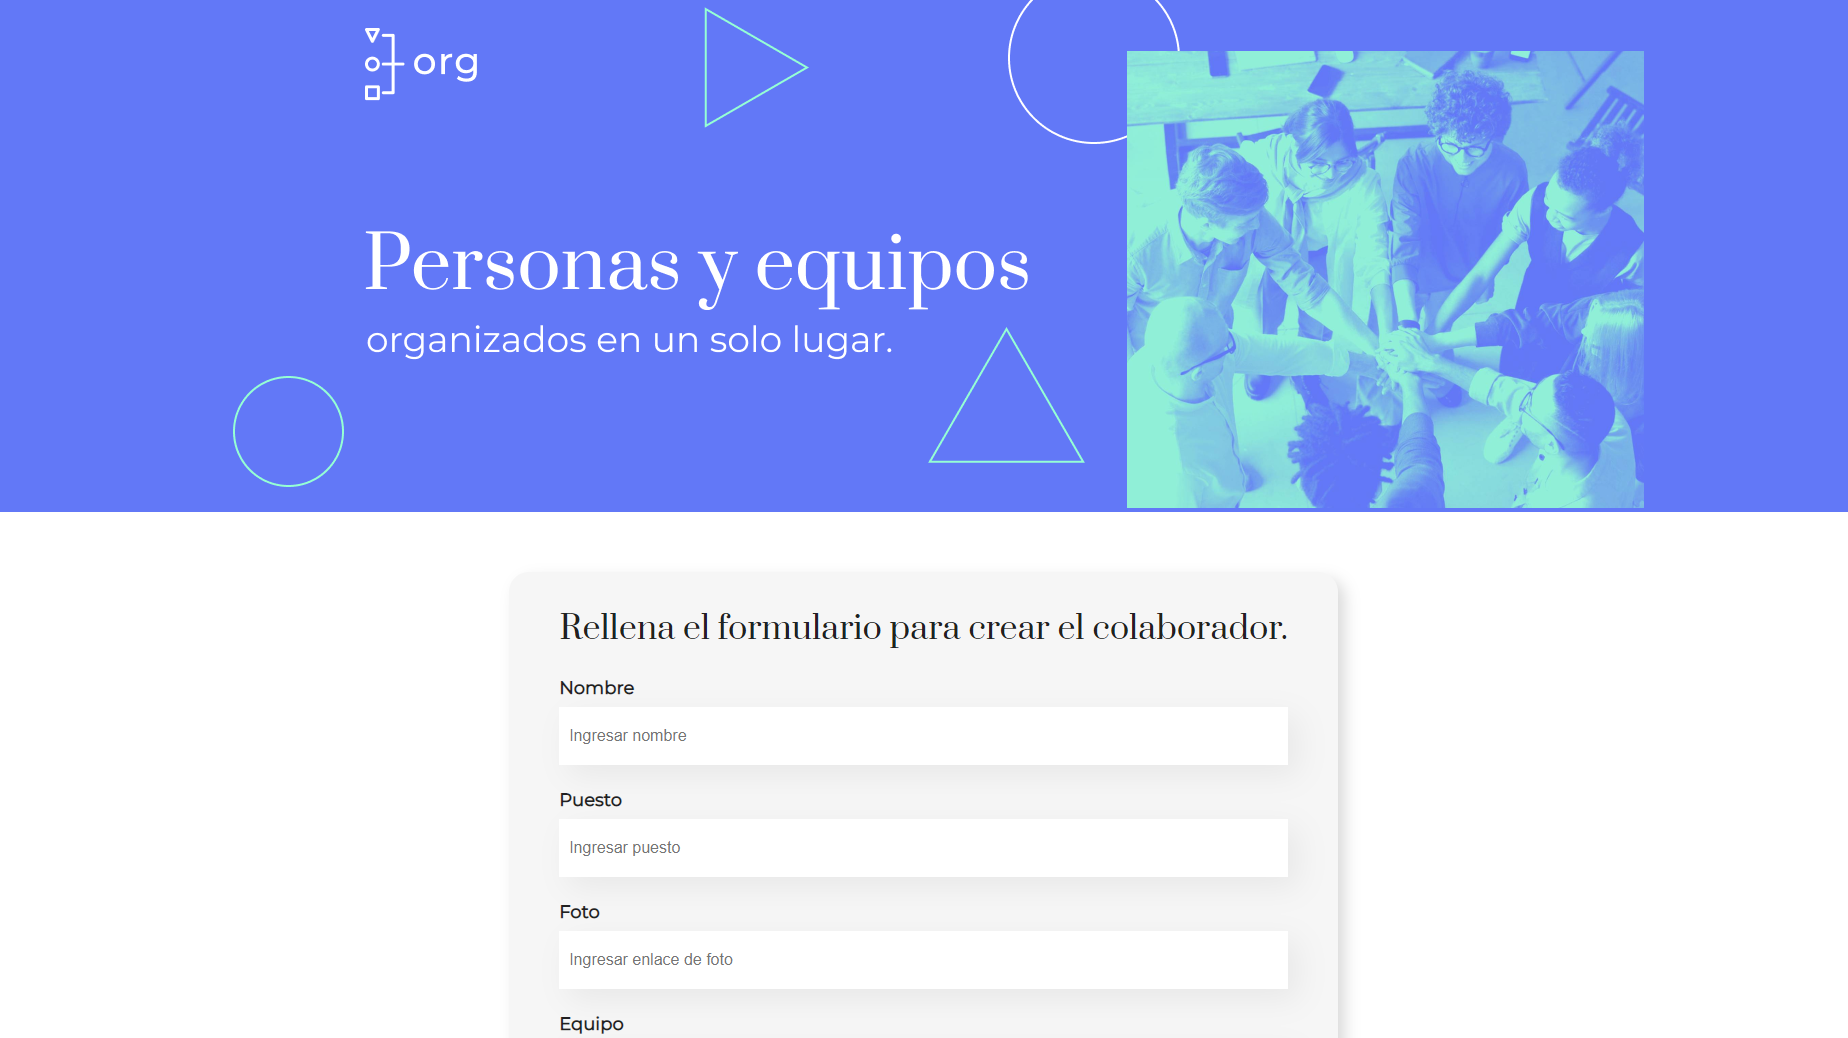 org
Personas y equipos
organizados en un solo lugar.
Rellena el formulario para crear el colaborador.
Nombre
Ingresar nombre
Puesto
Ingresar puesto
Foto
Ingresar enlace de foto
Equipo